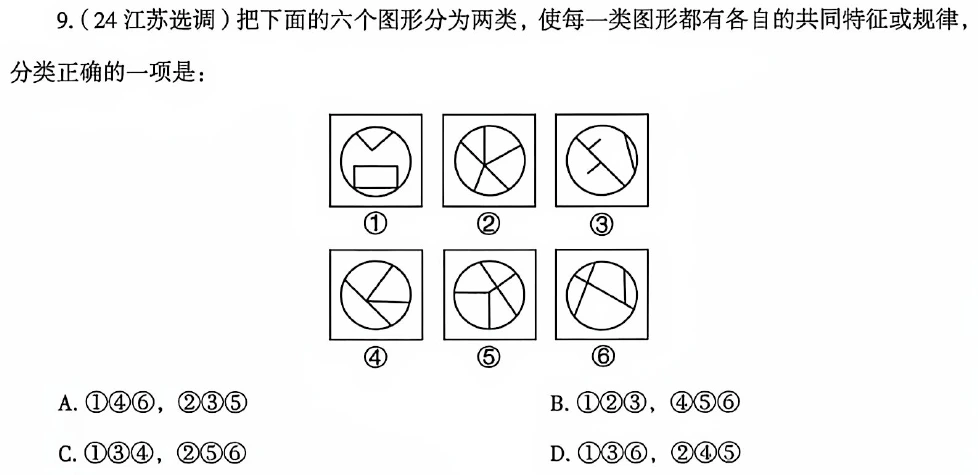 9.(24江苏选调)把下面的六个图形分为两类，使每一类图形都有各自的共同特征或规律，
分类正确的一项是：
① ② ③
④ ⑤ ⑥
A. ①④⑥，②③⑤ B. ①②③，④⑤⑥
C. ①③④，②⑤⑥ D. ①③⑥，②④⑤